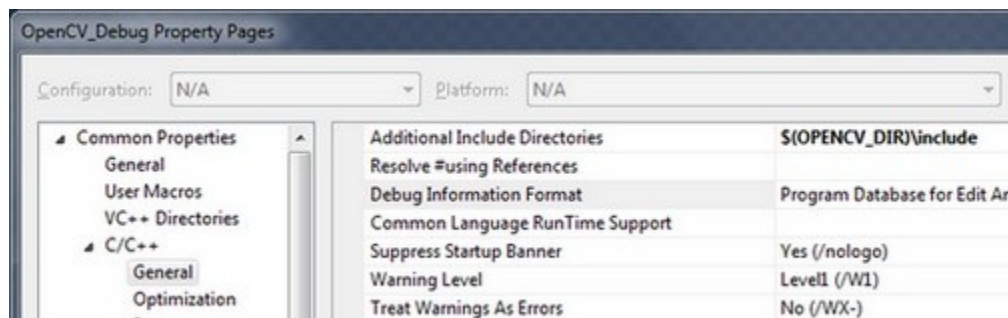 OpenCV_Debug Property Pages
Configuration: N/A Platform: N/A
Common Properties
General
User Macros
VC++ Directories
C/C++
General
Optimization
Additional Include Directories $(OPENCV_DIR)\include
Resolve #using References
Debug Information Format Program Database for Edit
Common Language RunTime Support
Suppress Startup Banner Yes (/nologo)
Warning Level Level1 (/W1)
Treat Warnings As Errors No (/WX-)